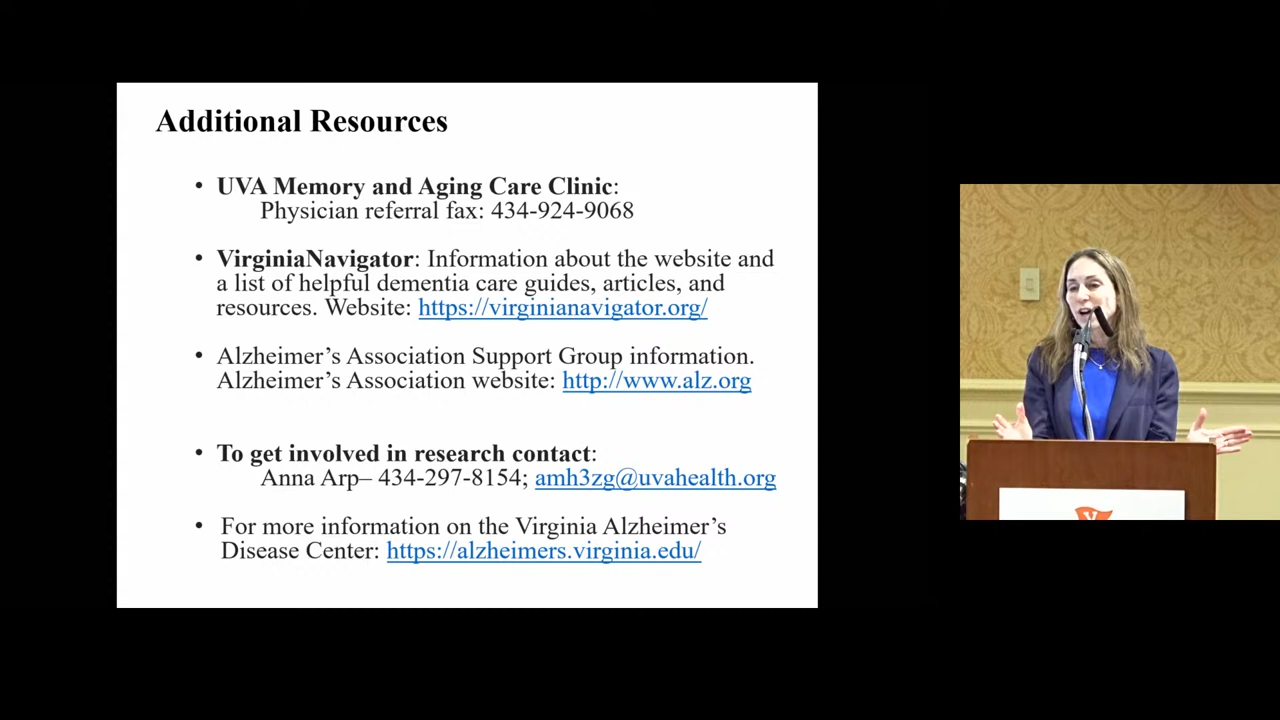 Additional Resources
• UVA Memory and Aging Care Clinic:
Physician referral fax: 434-924-9068
• VirginiaNavigator: Information about the website and
a list of helpful dementia care guides, articles, and
resources. Website: https://virginianavigator.org/
• Alzheimer’s Association Support Group information.
Alzheimer’s Association website: http://www.alz.org
• To get involved in research contact:
Anna Arp– 434-297-8154; amh3zg@uvahealth.org
• For more information on the Virginia Alzheimer’s
Disease Center: https://alzheimers.virginia.edu/